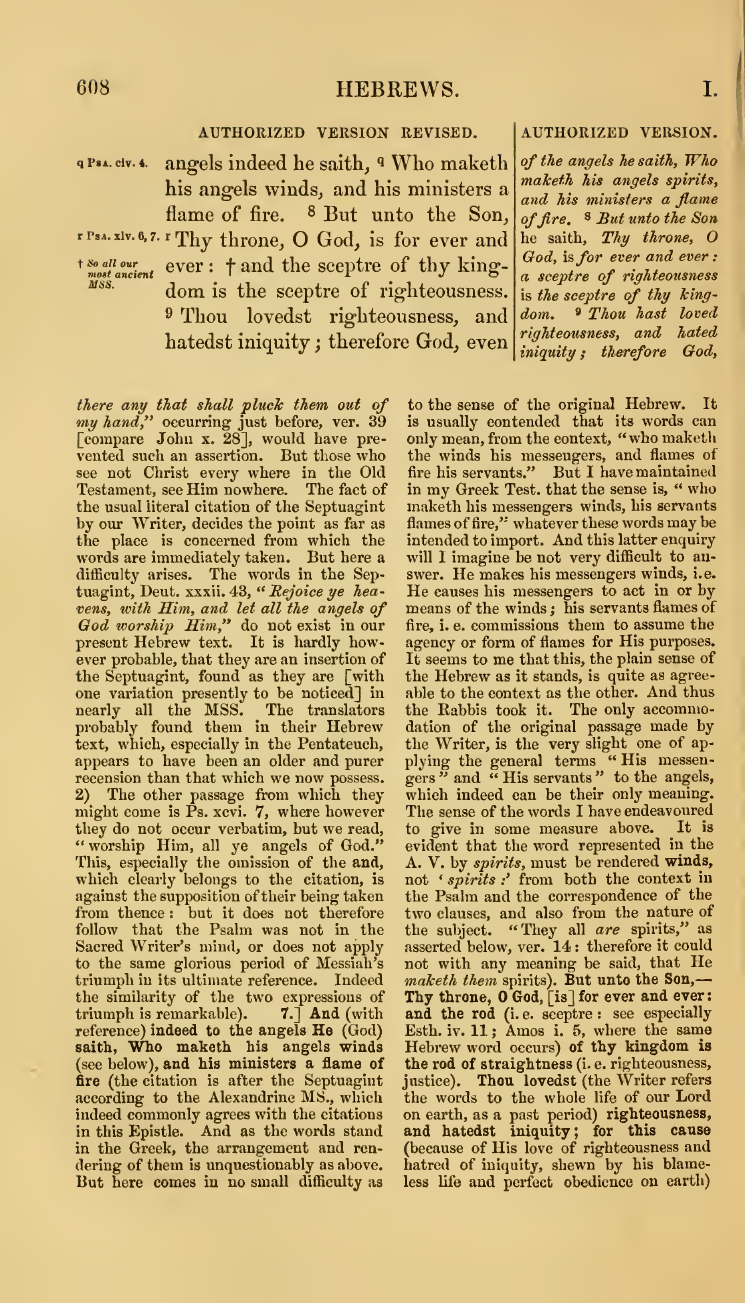 608
HEBREWS.
I.
AUTHORIZED VERSION REVISED.
q PSA. civ. 4.
angels indeed he saith, q Who maketh
his angels winds, and his ministers a
flame of fire. 8 But unto the Son,
r PSA. xlv. 6, 7.
r Thy throne, O God, is for ever and
† So all our
most ancient
MSS.
ever : † and the sceptre of thy king-
dom is the sceptre of righteousness.
9 Thou lovedst righteousness, and
hatedst iniquity ; therefore God, even
AUTHORIZED VERSION.
of the angels he saith, Who
maketh his angels spirits,
and his ministers a flame
of fire. 8 But unto the Son
he saith, Thy throne, O
God, is for ever and ever :
a sceptre of righteousness
is the sceptre of thy king-
dom. 9 Thou hast loved
righteousness, and hated
iniquity ; therefore God,
there any that shall pluck them out of
my hand,” occurring just before, ver. 39
[compare John x. 28], would have pre-
vented such an assertion. But those who
see not Christ every where in the Old
Testament, see Him nowhere. The fact of
the usual literal citation of the Septuagint
by our Writer, decides the point as far as
the place is concerned from which the
words are immediately taken. But here a
difficulty arises. The words in the Sep-
tuagint, Deut. xxxii. 43, “ Rejoice ye hea-
vens, with Him, and let all the angels of
God worship Him,” do not exist in our
present Hebrew text. It is hardly how-
ever probable, that they are an insertion of
the Septuagint, found as they are [with
one variation presently to be noticed] in
nearly all the MSS. The translators
probably found them in their Hebrew
text, which, especially in the Pentateuch,
appears to have been an older and purer
recension than that which we now possess.
2) The other passage from which they
might come is Ps. xcvi. 7, where however
they do not occur verbatim, but we read,
“ worship Him, all ye angels of God.”
This, especially the omission of the and,
which clearly belongs to the citation, is
against the supposition of their being taken
from thence : but it does not therefore
follow that the Psalm was not in the
Sacred Writer’s mind, or does not apply
to the same glorious period of Messiah’s
triumph in its ultimate reference. Indeed
the similarity of the two expressions of
triumph is remarkable). 7.] And (with
reference) indeed to the angels He (God)
saith, Who maketh his angels winds
(see below), and his ministers a flame of
fire (the citation is after the Septuagint
according to the Alexandrine MS., which
indeed commonly agrees with the citations
in this Epistle. And as the words stand
in the Greek, the arrangement and ren-
dering of them is unquestionably as above.
But here comes in no small difficulty as
to the sense of the original Hebrew. It
is usually contended that its words can
only mean, from the context, “who maketh
the winds his messengers, and flames of
fire his servants.” But I have maintained
in my Greek Test. that the sense is, “ who
maketh his messengers winds, his servants
flames of fire,” whatever these words may be
intended to import. And this latter enquiry
will I imagine be not very difficult to an-
swer. He makes his messengers winds, i.e.
He causes his messengers to act in or by
means of the winds ; his servants flames of
fire, i. e. commissions them to assume the
agency or form of flames for His purposes.
It seems to me that this, the plain sense of
the Hebrew as it stands, is quite as agree-
able to the context as the other. And thus
the Rabbis took it. The only accommo-
dation of the original passage made by
the Writer, is the very slight one of ap-
plying the general terms “ His messen-
gers ” and “ His servants ” to the angels,
which indeed can be their only meaning.
The sense of the words I have endeavoured
to give in some measure above. It is
evident that the word represented in the
A. V. by spirits, must be rendered winds,
not ‘ spirits :’ from both the context in
the Psalm and the correspondence of the
two clauses, and also from the nature of
the subject. “They all are spirits,” as
asserted below, ver. 14 : therefore it could
not with any meaning be said, that He
maketh them spirits). But unto the Son,—
Thy throne, O God, [is] for ever and ever :
and the rod (i. e. sceptre : see especially
Esth. iv. 11 ; Amos i. 5, where the same
Hebrew word occurs) of thy kingdom is
the rod of straightness (i. e. righteousness,
justice). Thou lovedst (the Writer refers
the words to the whole life of our Lord
on earth, as a past period) righteousness,
and hatedst iniquity ; for this cause
(because of His love of righteousness and
hatred of iniquity, shewn by his blame-
less life and perfect obedience on earth)